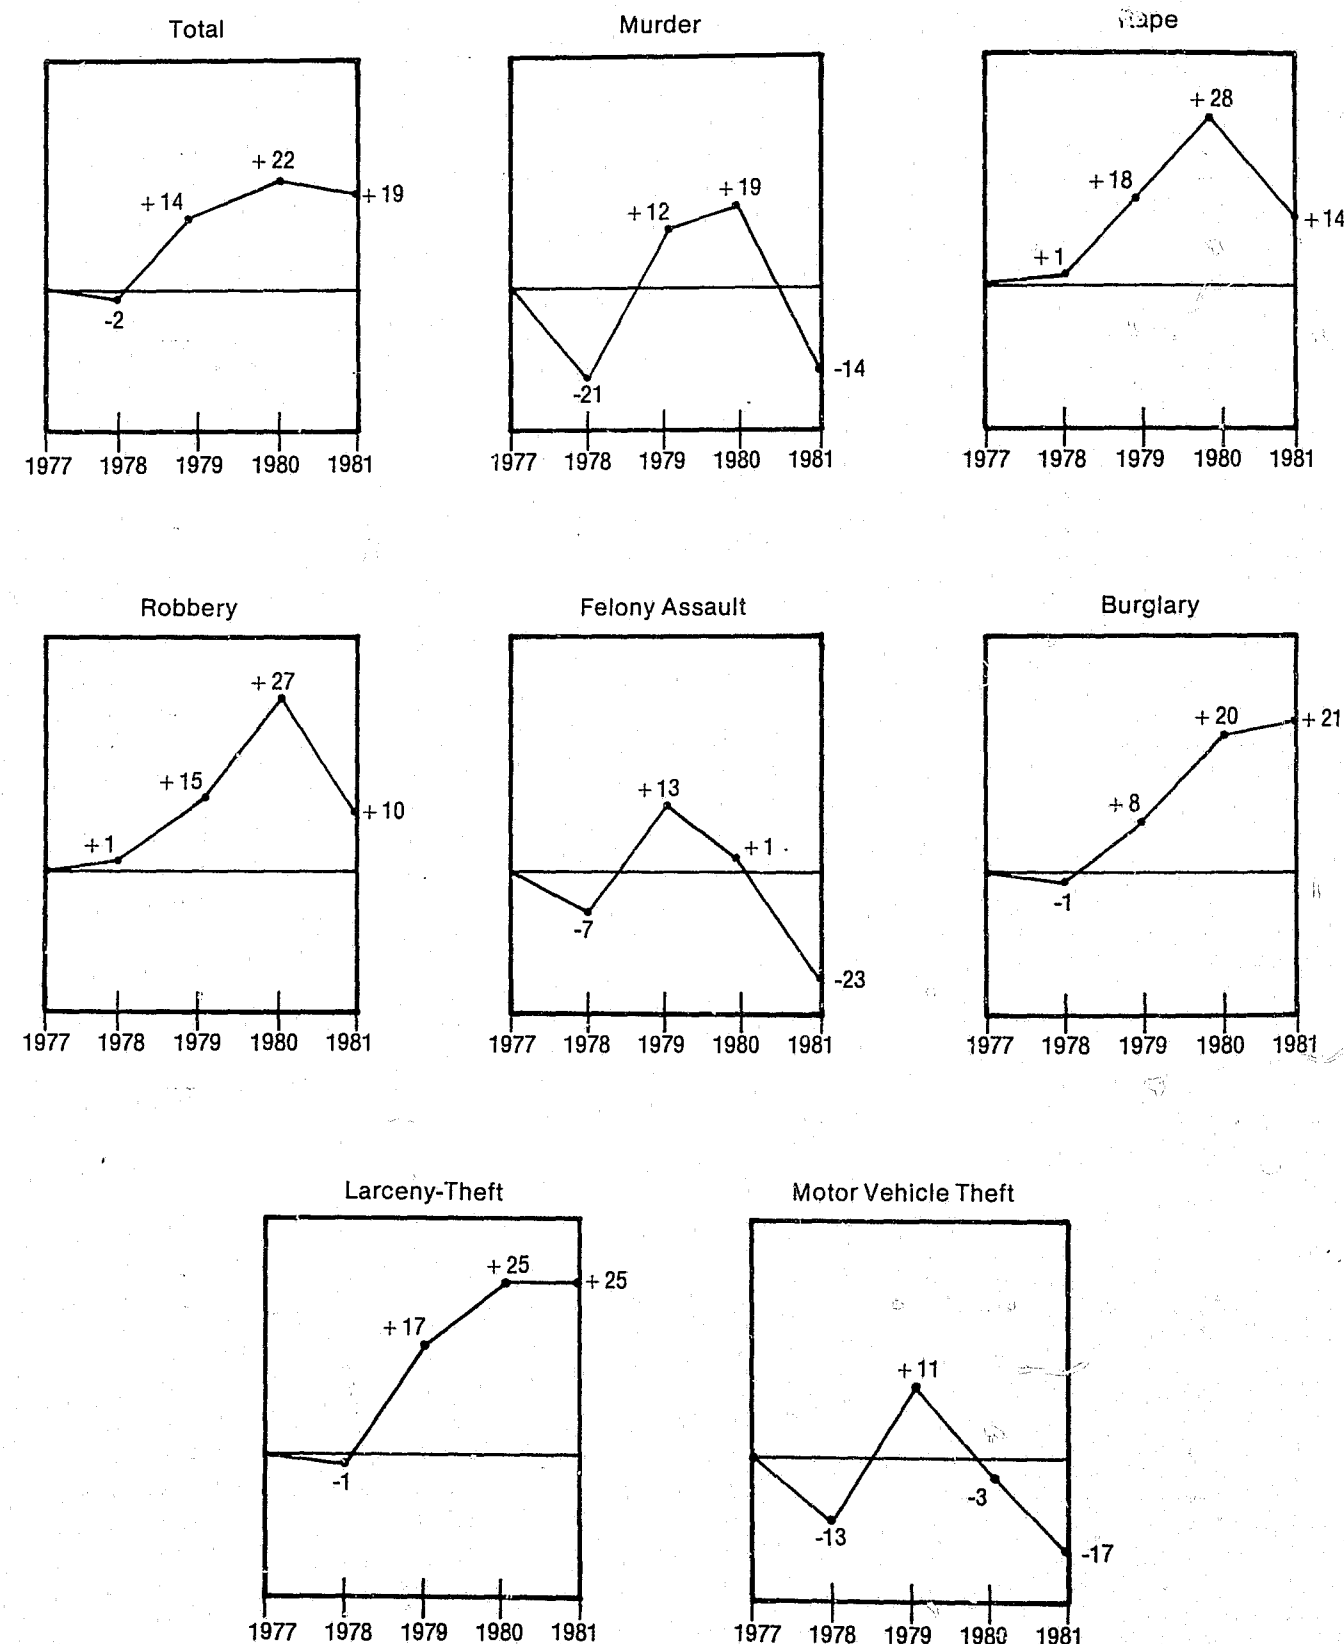 Total
+22
+14
+19
-2
1977 1978 1979 1980 1981
Murder
+19
+12
-14
-21
1977 1978 1979 1980 1981
Rape
+28
+18
+14
+1
1977 1978 1979 1980 1981
Robbery
+27
+15
+10
+1
1977 1978 1979 1980 1981
Felony Assault
+13
+1
-7
-23
1977 1978 1979 1980 1981
Burglary
+20
+21
+8
-1
1977 1978 1979 1980 1981
Larceny-Theft
+25
+25
+17
-1
1977 1978 1979 1980 1981
Motor Vehicle Theft
+11
-3
-13
-17
1977 1978 1979 1980 1981